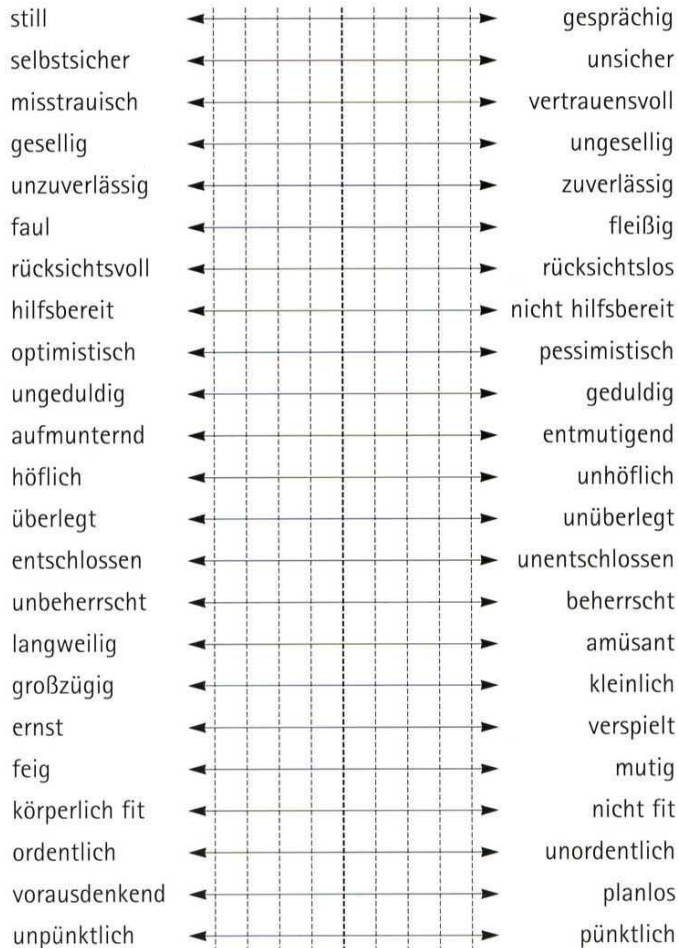 still gesprächig
selbstsicher unsicher
misstrauisch vertrauensvoll
gesellig ungesellig
unzuverlässig zuverlässig
faul fleißig
rücksichtsvoll rücksichtslos
hilfsbereit nicht hilfsbereit
optimistisch pessimistisch
ungeduldig geduldig
aufmunternd entmutigend
höflich unhöflich
überlegt unüberlegt
entschlossen unentschlossen
unbeherrscht beherrscht
langweilig amüsant
großzügig kleinlich
ernst verspielt
feig mutig
körperlich fit nicht fit
ordentlich unordentlich
vorausdenkend planlos
unpünktlich pünktlich